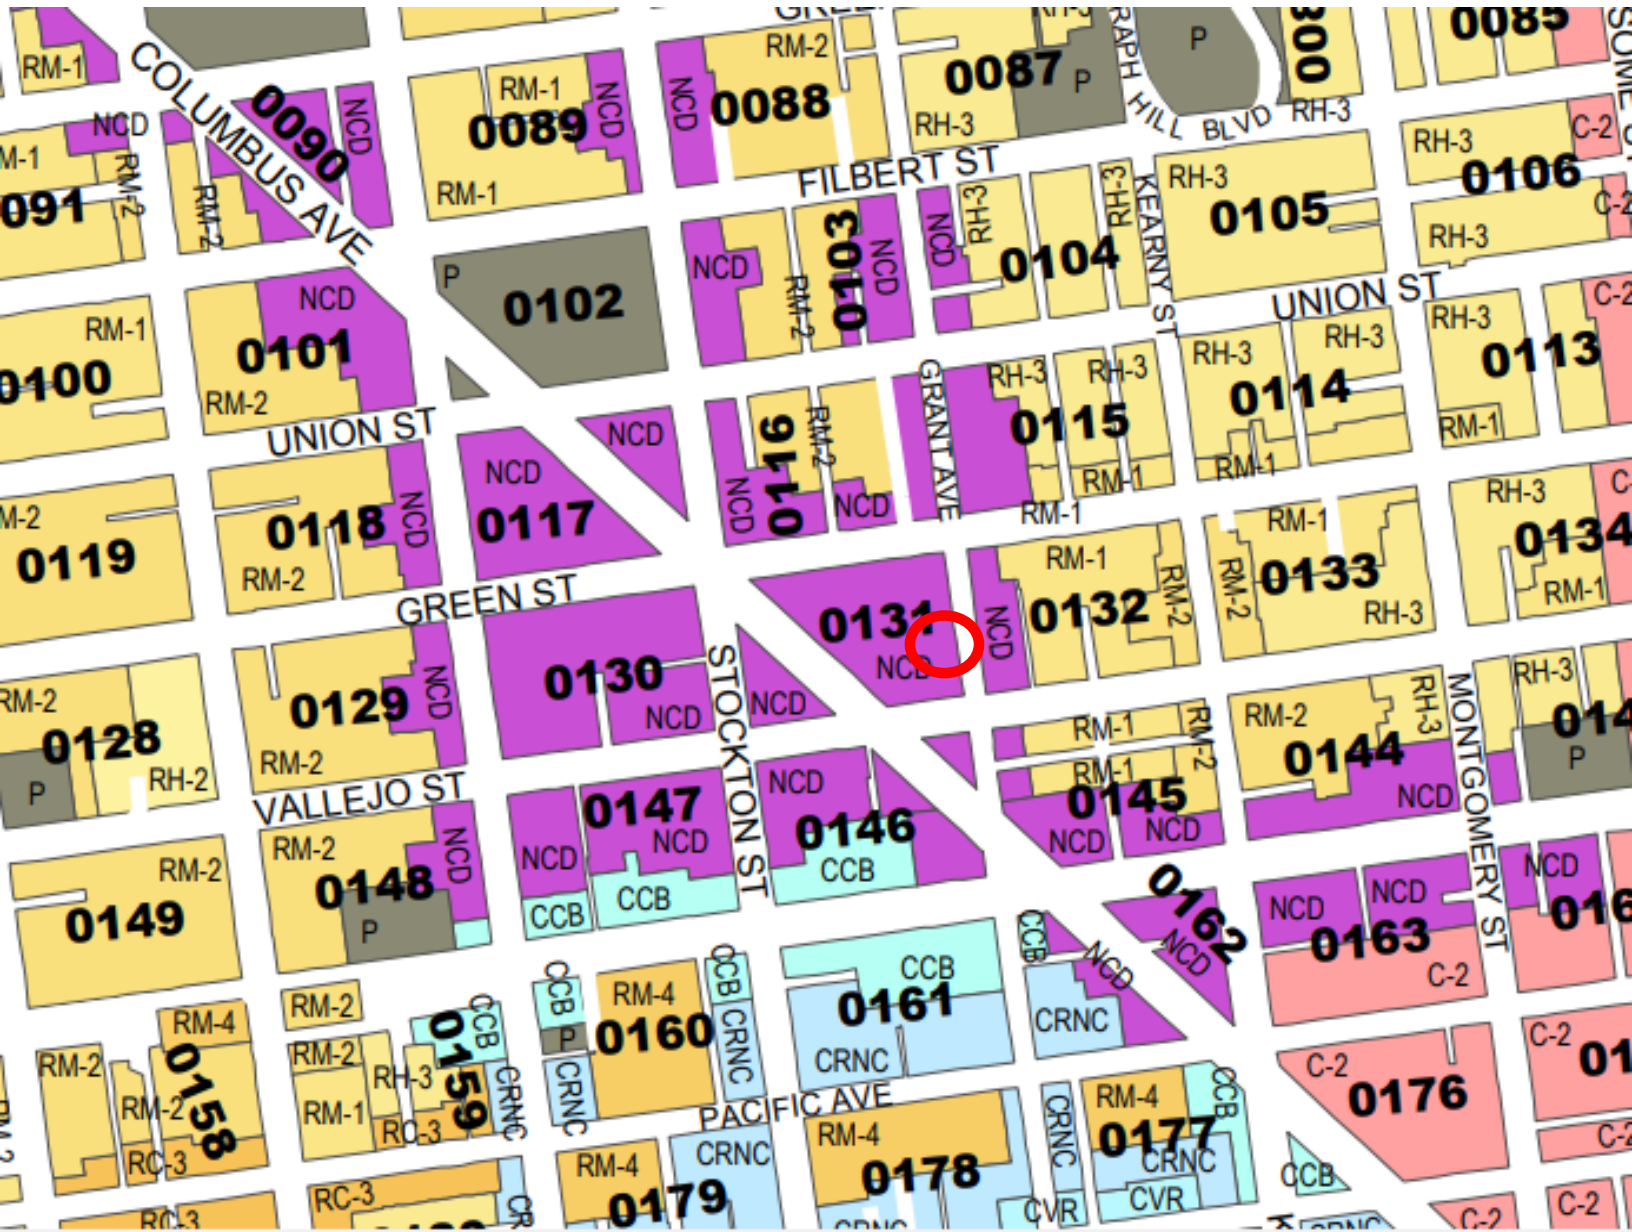 GREE
RM-1
RM-2
RH-3
0087
P
RAPH HILL BLVD
P
0085
SOME
COLUMBUS AVE
0090
NCD
RM-1
0089
NCD
RM-1
NCD
0088
RH-3
RH-3
C-2
NCD
M-1
RM-2
091
RM-2
FILBERT ST
RH-3
0106
C-2
RH-3
RH-3
0105
P
0102
NCD
RM-2
0103
NCD
NCD
RH-3
0104
RH-3
KEARNY ST
UNION ST
RM-1
0100
NCD
0101
RM-2
UNION ST
C-2
RH-3
0113
RM-1
RH-3
RH-3
0114
RM-1
GRANT AVE
RH-3
RH-3
0115
RM-1
RM-1
NCD
0116
RM-2
NCD
NCD
NCD
0117
0118
NCD
RM-2
M-2
0119
GREEN ST
0131
NCD
NCD
RM-1
0132
RM-2
RM-1
RM-2
0133
RH-3
RH-3
0134
RM-1
C-
RM-2
0128
P
RH-2
0129
NCD
RM-2
0130
NCD
STOCKTON ST
NCD
VALLEJO ST
RM-1
RM-2
RM-1
0145
NCD
NCD
RM-2
0144
RH-3
NCD
MONTGOMERY ST
RH-3
014
P
RM-2
0149
RM-2
0148
NCD
P
NCD
0147
NCD
CCB
CCB
NCD
0146
CCB
0162
NCD
NCD
NCD
0163
C-2
NCD
016
RM-4
0158
RM-2
RM-2
RC-3
RM-2
RM-2
RM-1
RH-3
RC-3
0159
CCB
CRNC
CCB
P
CRNC
RM-4
0160
CCB
CRNC
CCB
0161
CRNC
CCB
NCD
CRNC
PACIFIC AVE
C-2
0176
C-2
01
C-2
RC-3
RC-3
RM-4
0179
CRNC
RM-4
0178
CRNC
CRNC
RM-4
0177
CRNC
CCB
CVR
CVR
CCB
CRNC
C-2
C-2